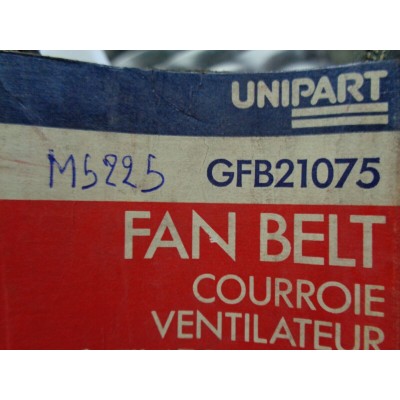 UNIPART
M5225 GFB21075
FAN BELT
COURROIE
VENTILATEUR